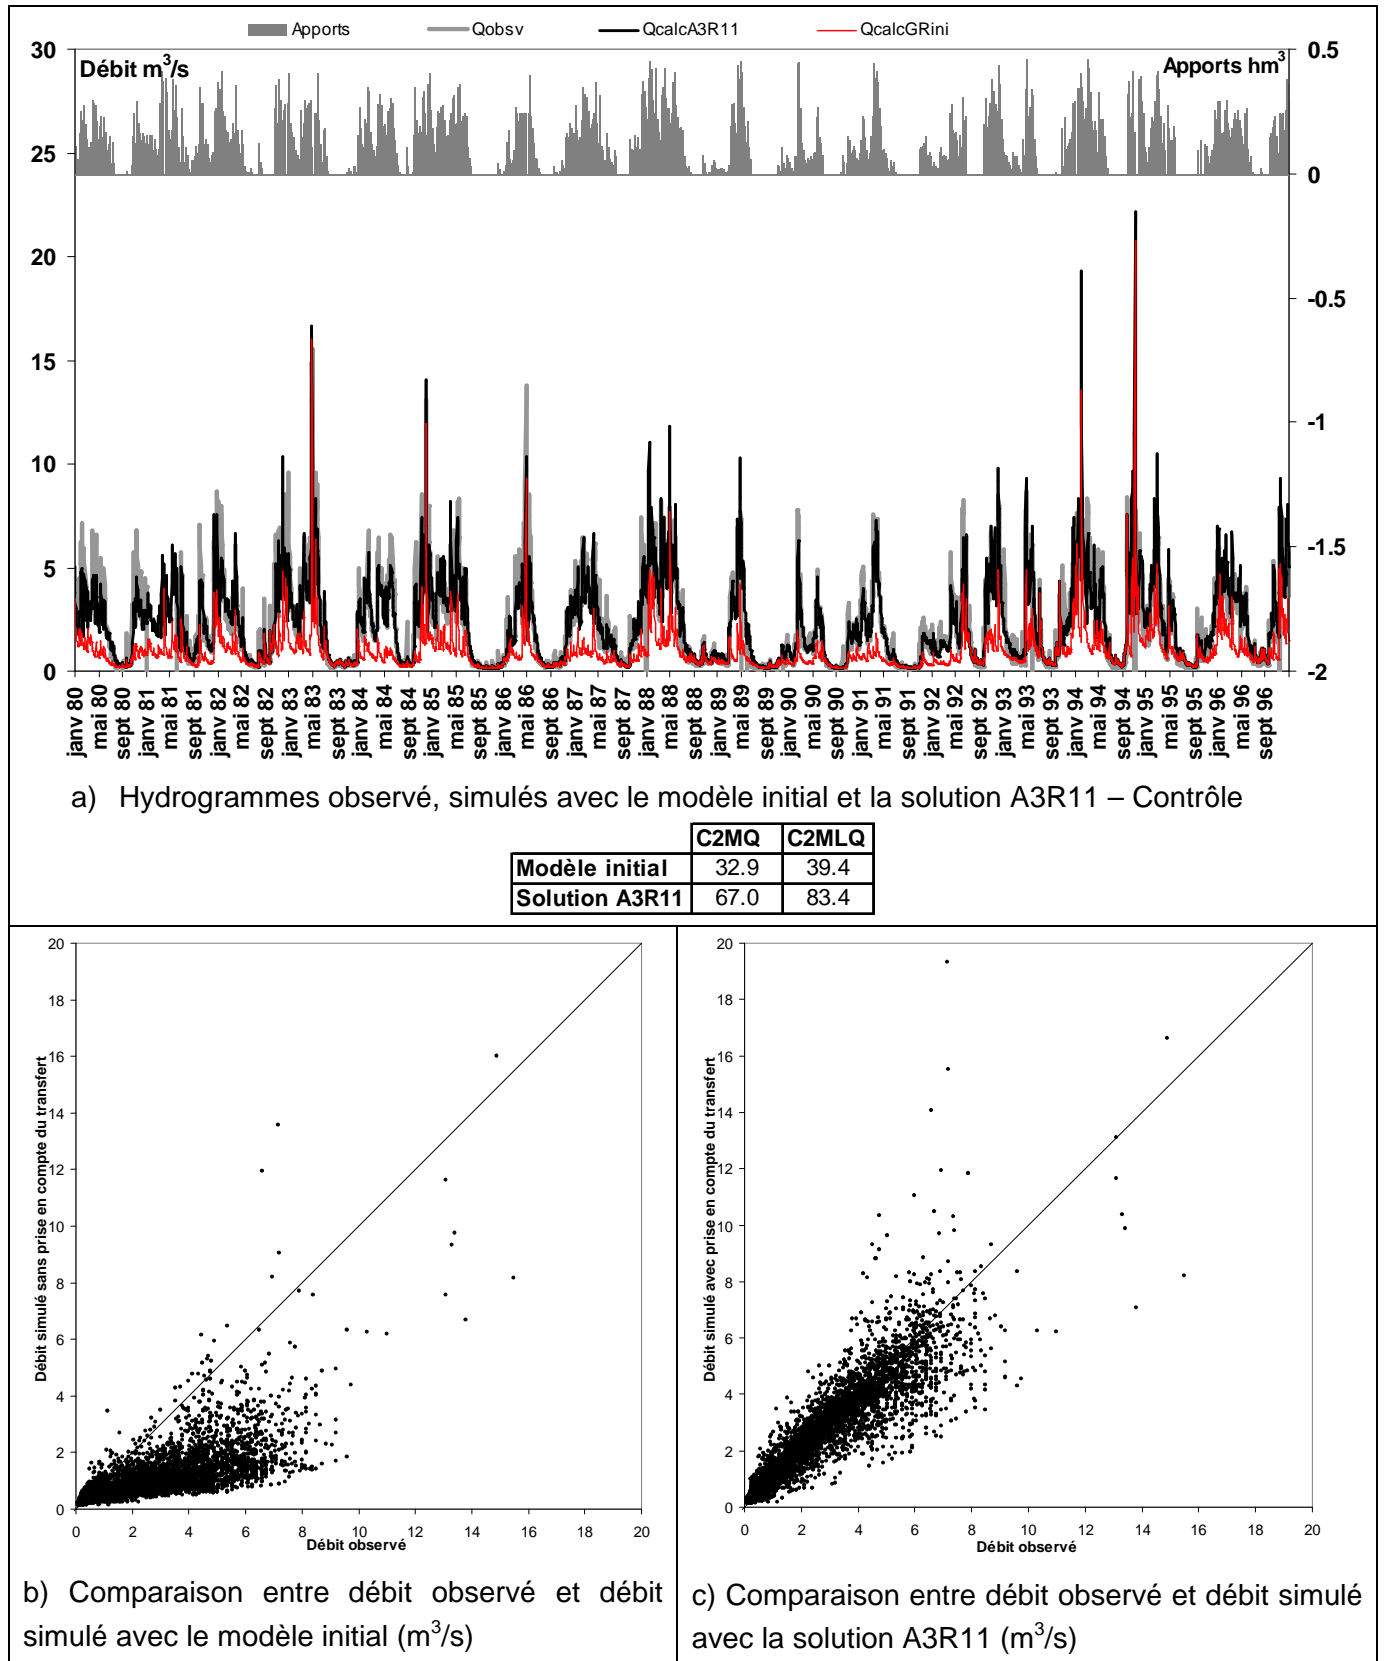 Apports Qobsv QcalcA3R11 QcalcGRini
Débit m³/s Apports hm³
30
25
20
15
10
5
0
0.5
0
-0.5
-1
-1.5
-2
janv 80
mai 80
sept 80
janv 81
mai 81
sept 81
janv 82
mai 82
sept 82
janv 83
mai 83
sept 83
janv 84
mai 84
sept 84
janv 85
mai 85
sept 85
janv 86
mai 86
sept 86
janv 87
mai 87
sept 87
janv 88
mai 88
sept 88
janv 89
mai 89
sept 89
janv 90
mai 90
sept 90
janv 91
mai 91
sept 91
janv 92
mai 92
sept 92
janv 93
mai 93
sept 93
janv 94
mai 94
sept 94
janv 95
mai 95
sept 95
janv 96
mai 96
sept 96
a) Hydrogrammes observé, simulés avec le modèle initial et la solution A3R11 – Contrôle
C2MQ C2MLQ
Modèle initial 32.9 39.4
Solution A3R11 67.0 83.4
Débit simulé sans prise en compte du transfert
20
18
16
14
12
10
8
6
4
2
0
0 2 4 6 8 10 12 14 16 18 20
Débit observé
b) Comparaison entre débit observé et débit
simulé avec le modèle initial (m³/s)
Débit simulé avec prise en compte du transfert
20
18
16
14
12
10
8
6
4
2
0
0 2 4 6 8 10 12 14 16 18 20
Débit observé
c) Comparaison entre débit observé et débit simulé
avec la solution A3R11 (m³/s)